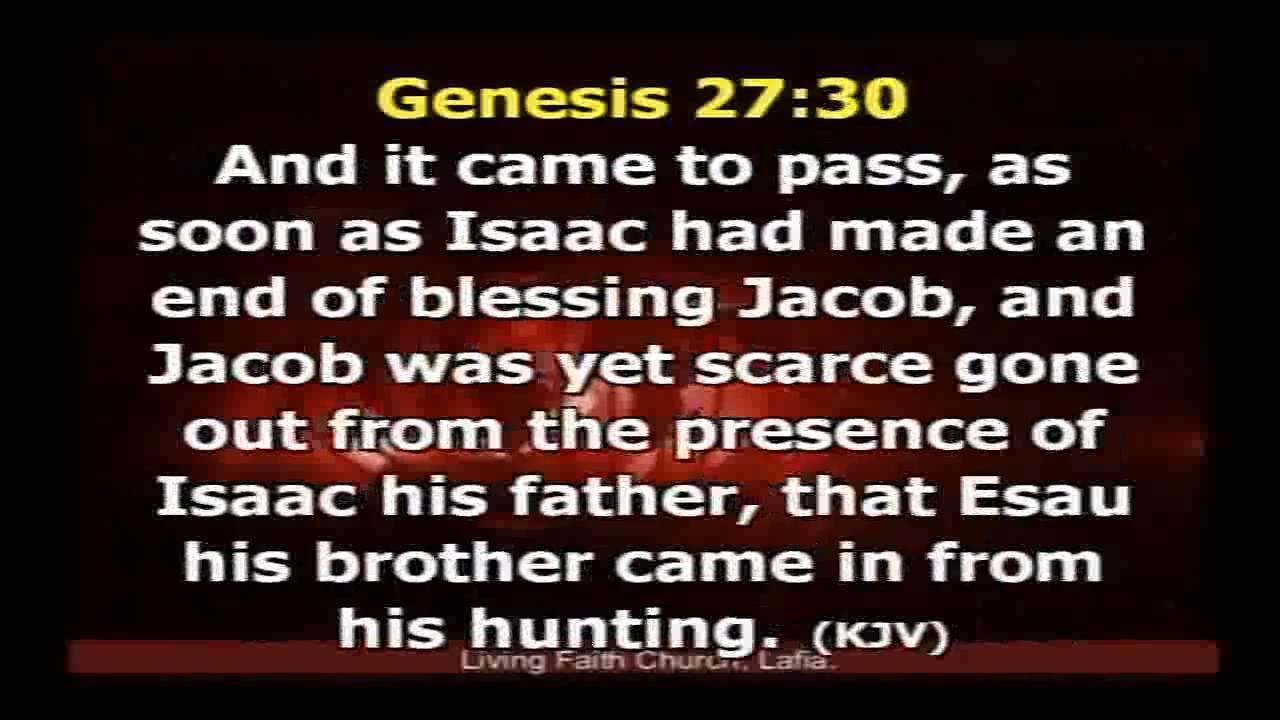 Genesis 27:30
And it came to pass, as
soon as Isaac had made an
end of blessing Jacob, and
Jacob was yet scarce gone
out from the presence of
Isaac his father, that Esau
his brother came in from
his hunting. (KJV)
Living Faith Church, Lafia.